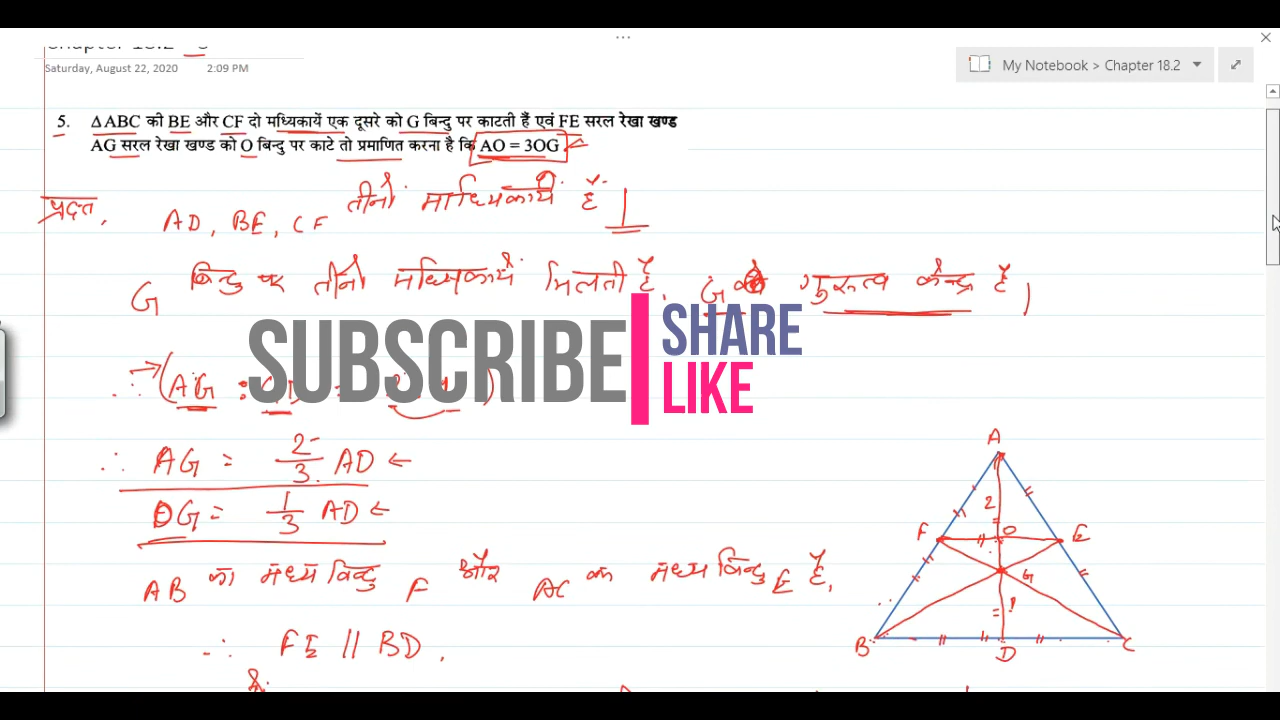 Saturday, August 22, 2020 2:09 PM
My Notebook > Chapter 18.2
5. Δ ABC की BE और CF दो मध्यिकायें एक दूसरे को G बिन्दु पर काटती हैं एवं FE सरल रेखा खण्ड
AG सरल रेखा खण्ड को O बिन्दु पर काटे तो प्रमाणित करना है कि AO = 3OG
प्रदत्त, AD, BE, CF तीनों माध्यिकायें हैं |
G बिन्दु पर तीनों मध्यिकायें मिलती हैं, G गुरुत्व केन्द्र है |
SUBSCRIBE SHARE
LIKE
∴ (AG :
∴ AG = 2/3 AD ←
DG = 1/3 AD ←
AB का मध्य बिन्दु F और AC का मध्य बिन्दु E है,
∴ FE // BD,
A
2
F O E
G
1
B D C